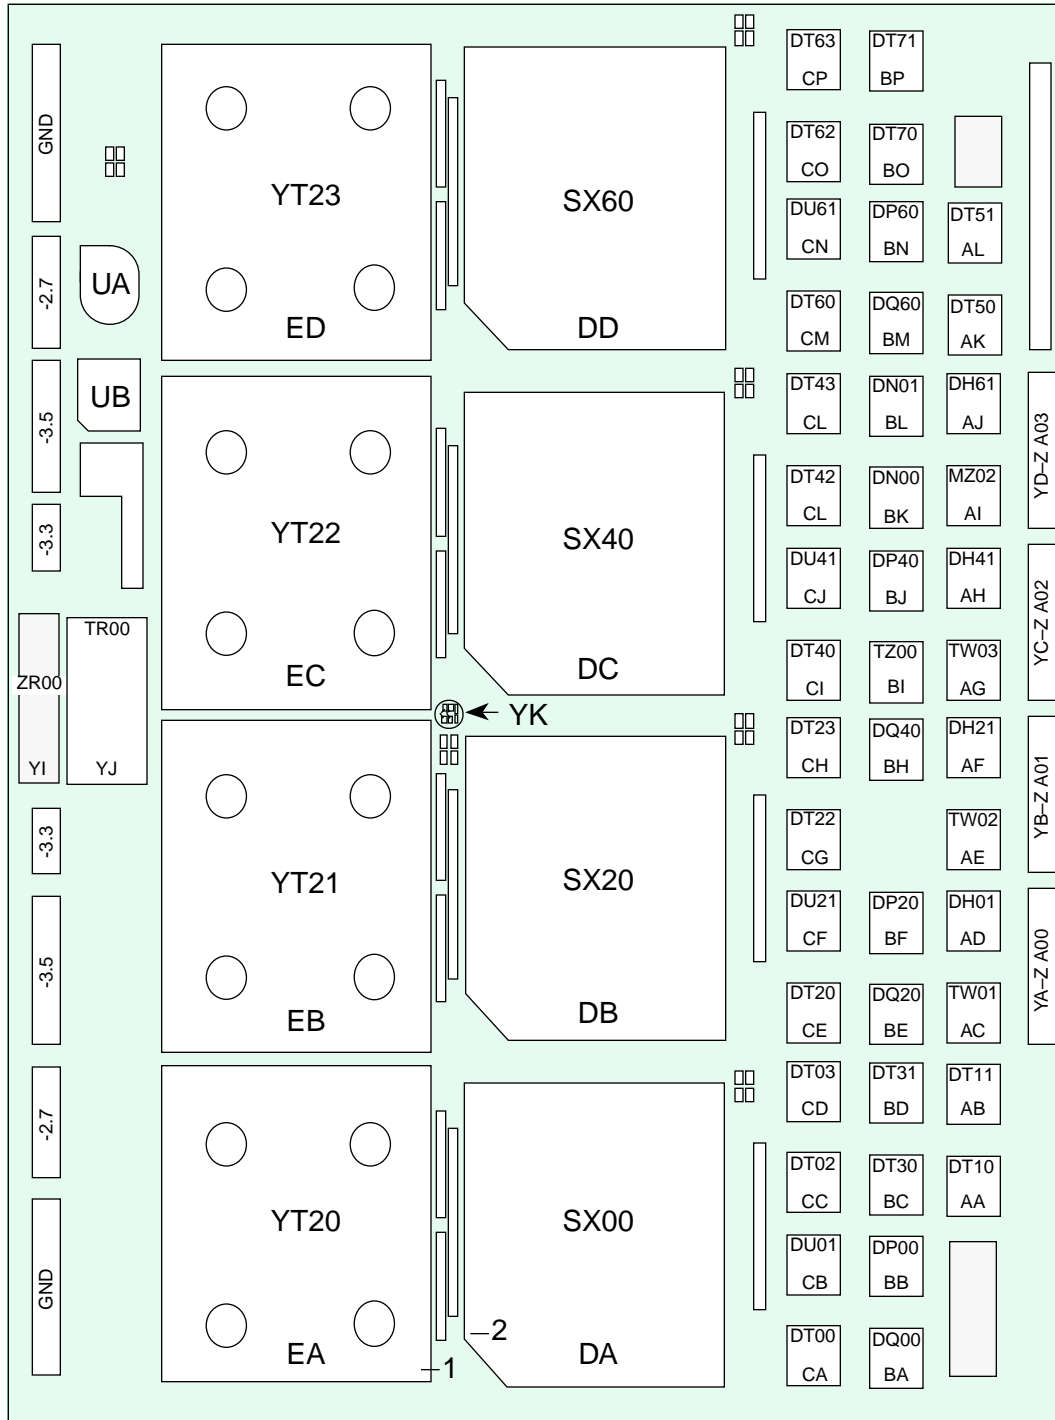 GND
-2.7
-3.5
-3.3
ZR00
YI
TR00
YJ
-3.3
-3.5
-2.7
GND
UA
UB
YT23
ED
YT22
EC
YT21
EB
YT20
EA
1
YK
SX60
DD
SX40
DC
SX20
DB
SX00
DA
2
DT63
CP
DT62
CO
DU61
CN
DT60
CM
DT43
CL
DT42
CL
DU41
CJ
DT40
CI
DT23
CH
DT22
CG
DU21
CF
DT20
CE
DT03
CD
DT02
CC
DU01
CB
DT00
CA
DT71
BP
DT70
BO
DP60
BN
DQ60
BM
DN01
BL
DN00
BK
DP40
BJ
TZ00
BI
DQ40
BH
DP20
BF
DQ20
BE
DT31
BD
DT30
BC
DP00
BB
DQ00
BA
DT51
AL
DT50
AK
DH61
AJ
MZ02
AI
DH41
AH
TW03
AG
DH21
AF
TW02
AE
DH01
AD
TW01
AC
DT11
AB
DT10
AA
YD–Z A03
YC–Z A02
YB–Z A01
YA–Z A00